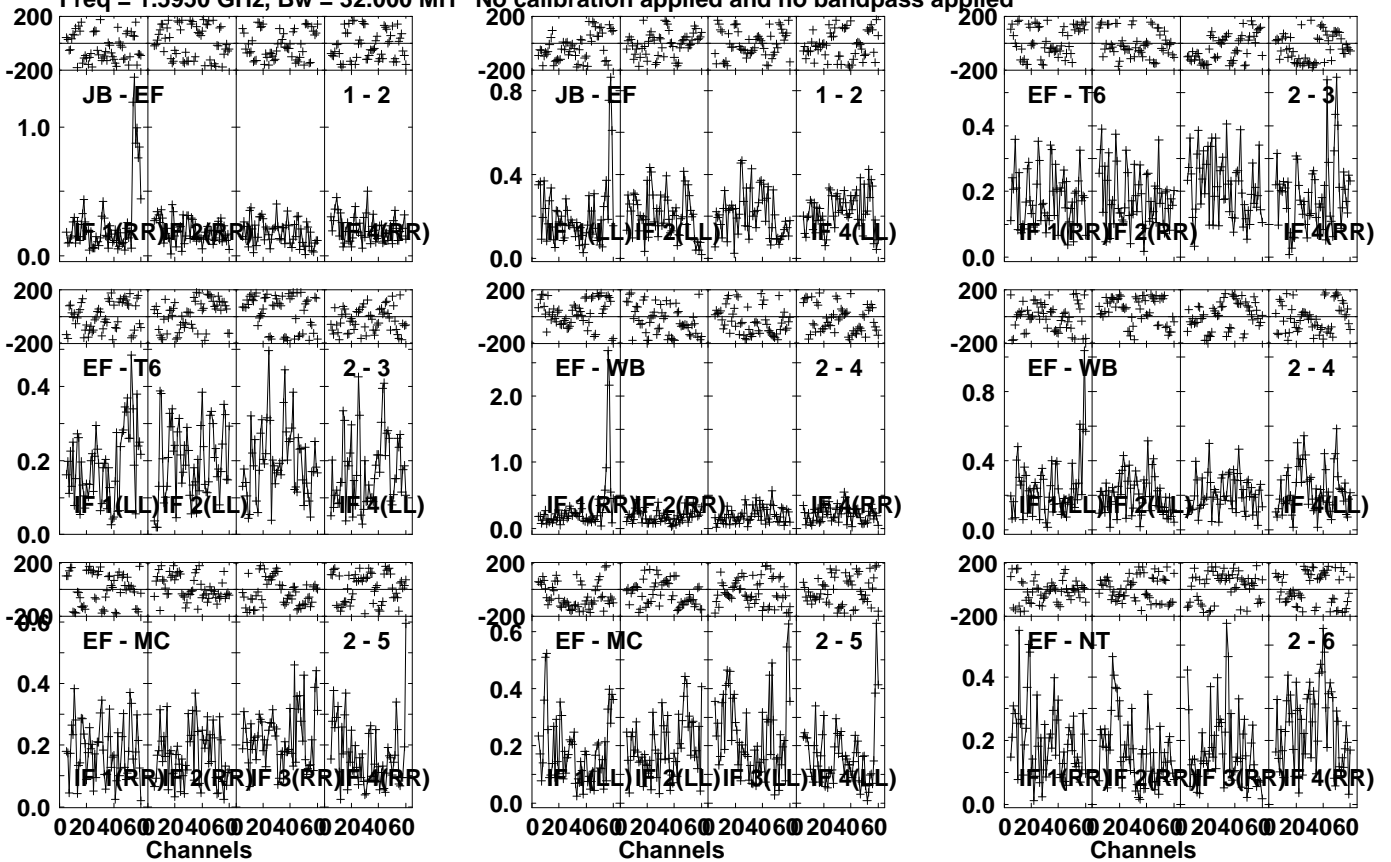 Freq = 1.5950 GHz, Bw = 32.000 MH No calibration applied and no bandpass applied
200
-200
JB - EF 1 - 2
1.0
0.0
IF 1(RR) IF 2(RR) IF 4(RR)
200
-200
JB - EF 1 - 2
0.8
0.4
0.0
IF 1(LL) IF 2(LL) IF 4(LL)
200
-200
EF - T6 2 - 3
0.4
0.2
0.0
IF 1(RR) IF 2(RR) IF 4(RR)
200
-200
EF - T6 2 - 3
0.4
0.2
0.0
IF 1(LL) IF 2(LL) IF 4(LL)
200
-200
EF - WB 2 - 4
2.0
1.0
0.0
IF 1(RR) IF 2(RR) IF 4(RR)
200
-200
EF - WB 2 - 4
0.8
0.4
0.0
IF 1(LL) IF 2(LL) IF 4(LL)
200
-200
0.6
EF - MC 2 - 5
0.4
0.2
0.0
IF 1(RR) IF 2(RR) IF 3(RR) IF 4(RR)
0 20 40 60 0 20 40 60 0 20 40 60 0 20 40 60
Channels
200
-200
0.6
EF - MC 2 - 5
0.4
0.2
0.0
IF 1(LL) IF 2(LL) IF 3(LL) IF 4(LL)
0 20 40 60 0 20 40 60 0 20 40 60 0 20 40 60
Channels
200
-200
0.6
EF - NT 2 - 6
0.4
0.2
0.0
IF 1(RR) IF 2(RR) IF 3(RR) IF 4(RR)
0 20 40 60 0 20 40 60 0 20 40 60 0 20 40 60
Channels